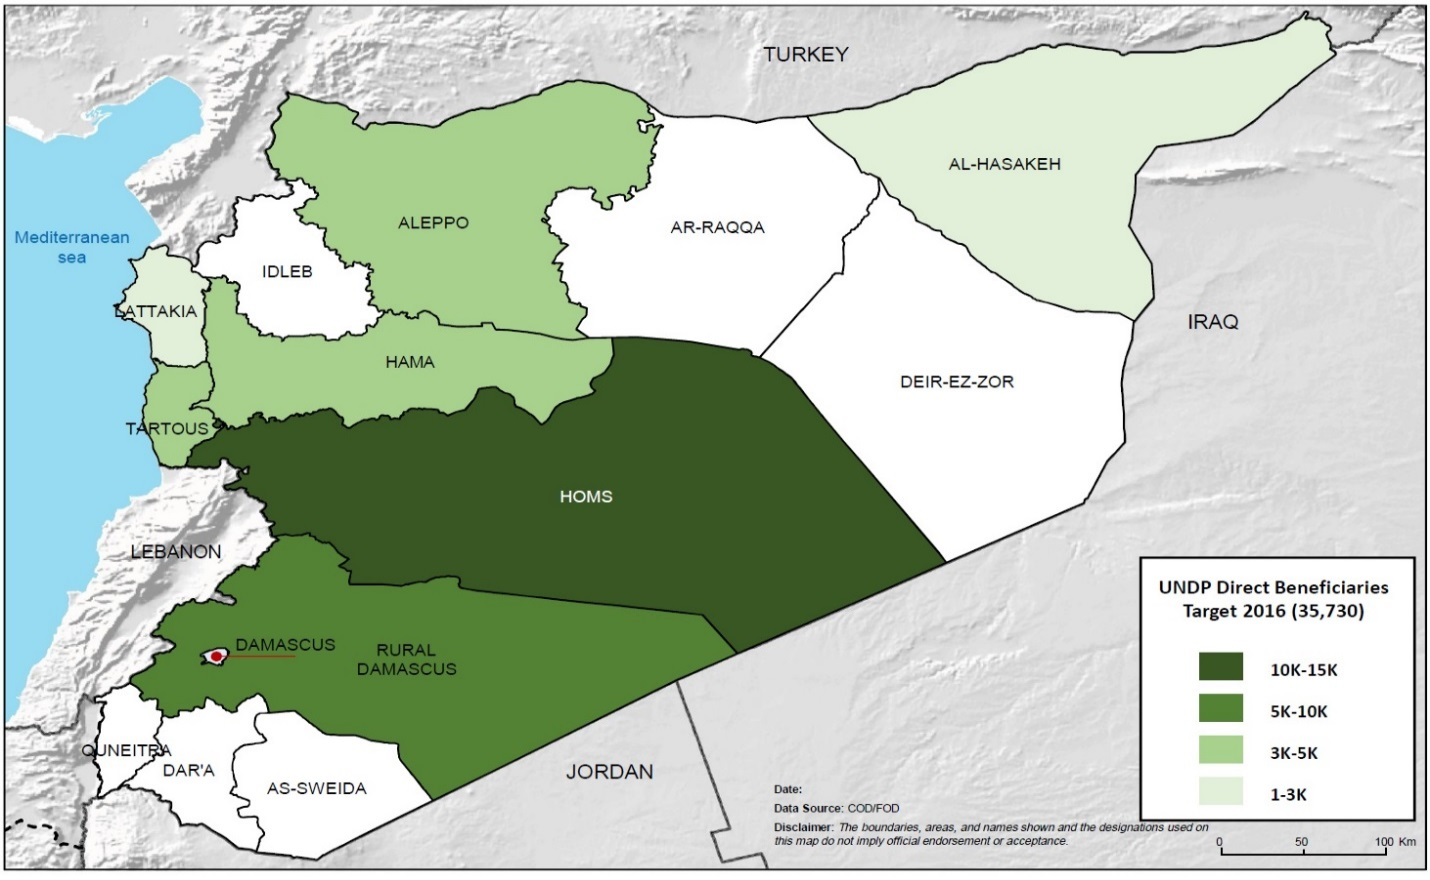 TURKEY
AL-HASAKEH
ALEPPO
AR-RAQQA
Mediterranean
sea
IDLEB
LATTAKIA
IRAQ
HAMA
DEIR-EZ-ZOR
TARTOUS
HOMS
LEBANON
DAMASCUS
RURAL
DAMASCUS
QUNEITRA
DAR'A
AS-SWEIDA
JORDAN
UNDP Direct Beneficiaries
Target 2016 (35,730)
10K-15K
5K-10K
3K-5K
1-3K
Date:
Data Source: COD/FOD
Disclaimer: The boundaries, areas, and names shown and the designations used on
this map do not imply official endorsement or acceptance.
0 50 100 Km